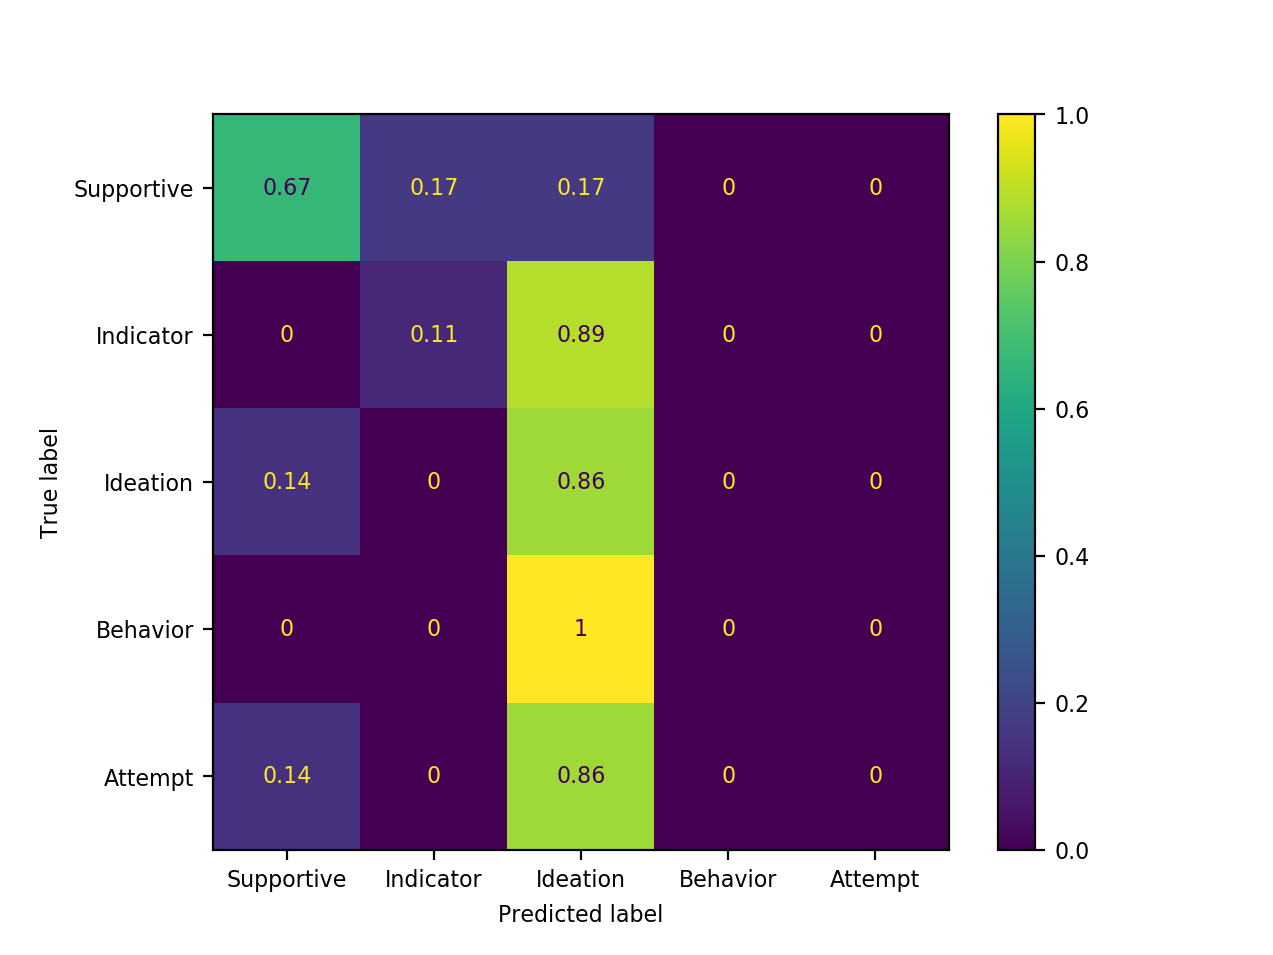 Supportive 0.67 0.17 0.17 0 0
Indicator 0 0.11 0.89 0 0
Ideation 0.14 0 0.86 0 0
Behavior 0 0 1 0 0
Attempt 0.14 0 0.86 0 0
Supportive Indicator Ideation Behavior Attempt
Predicted label
True label
1.0
0.8
0.6
0.4
0.2
0.0